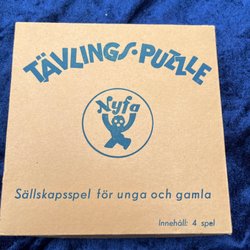 TÄVLINGS-PUZZLE
Nyfa
Sällskapsspel för unga och gamla
Innehåll: 4 spel